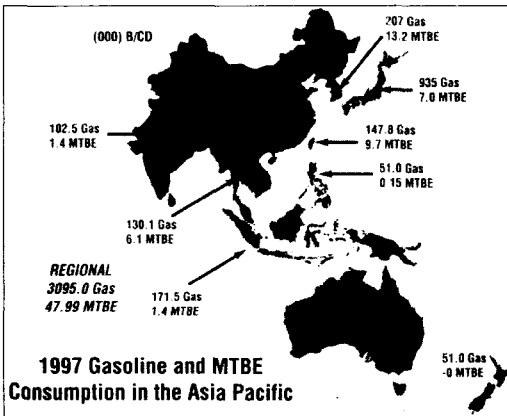 (000) B/CD
207 Gas
13.2 MTBE
935 Gas
7.0 MTBE
102.5 Gas
1.4 MTBE
147.8 Gas
9.7 MTBE
51.0 Gas
0.15 MTBE
130.1 Gas
6.1 MTBE
REGIONAL
3095.0 Gas
47.99 MTBE
171.5 Gas
1.4 MTBE
51.0 Gas
-0 MTBE
1997 Gasoline and MTBE
Consumption in the Asia Pacific